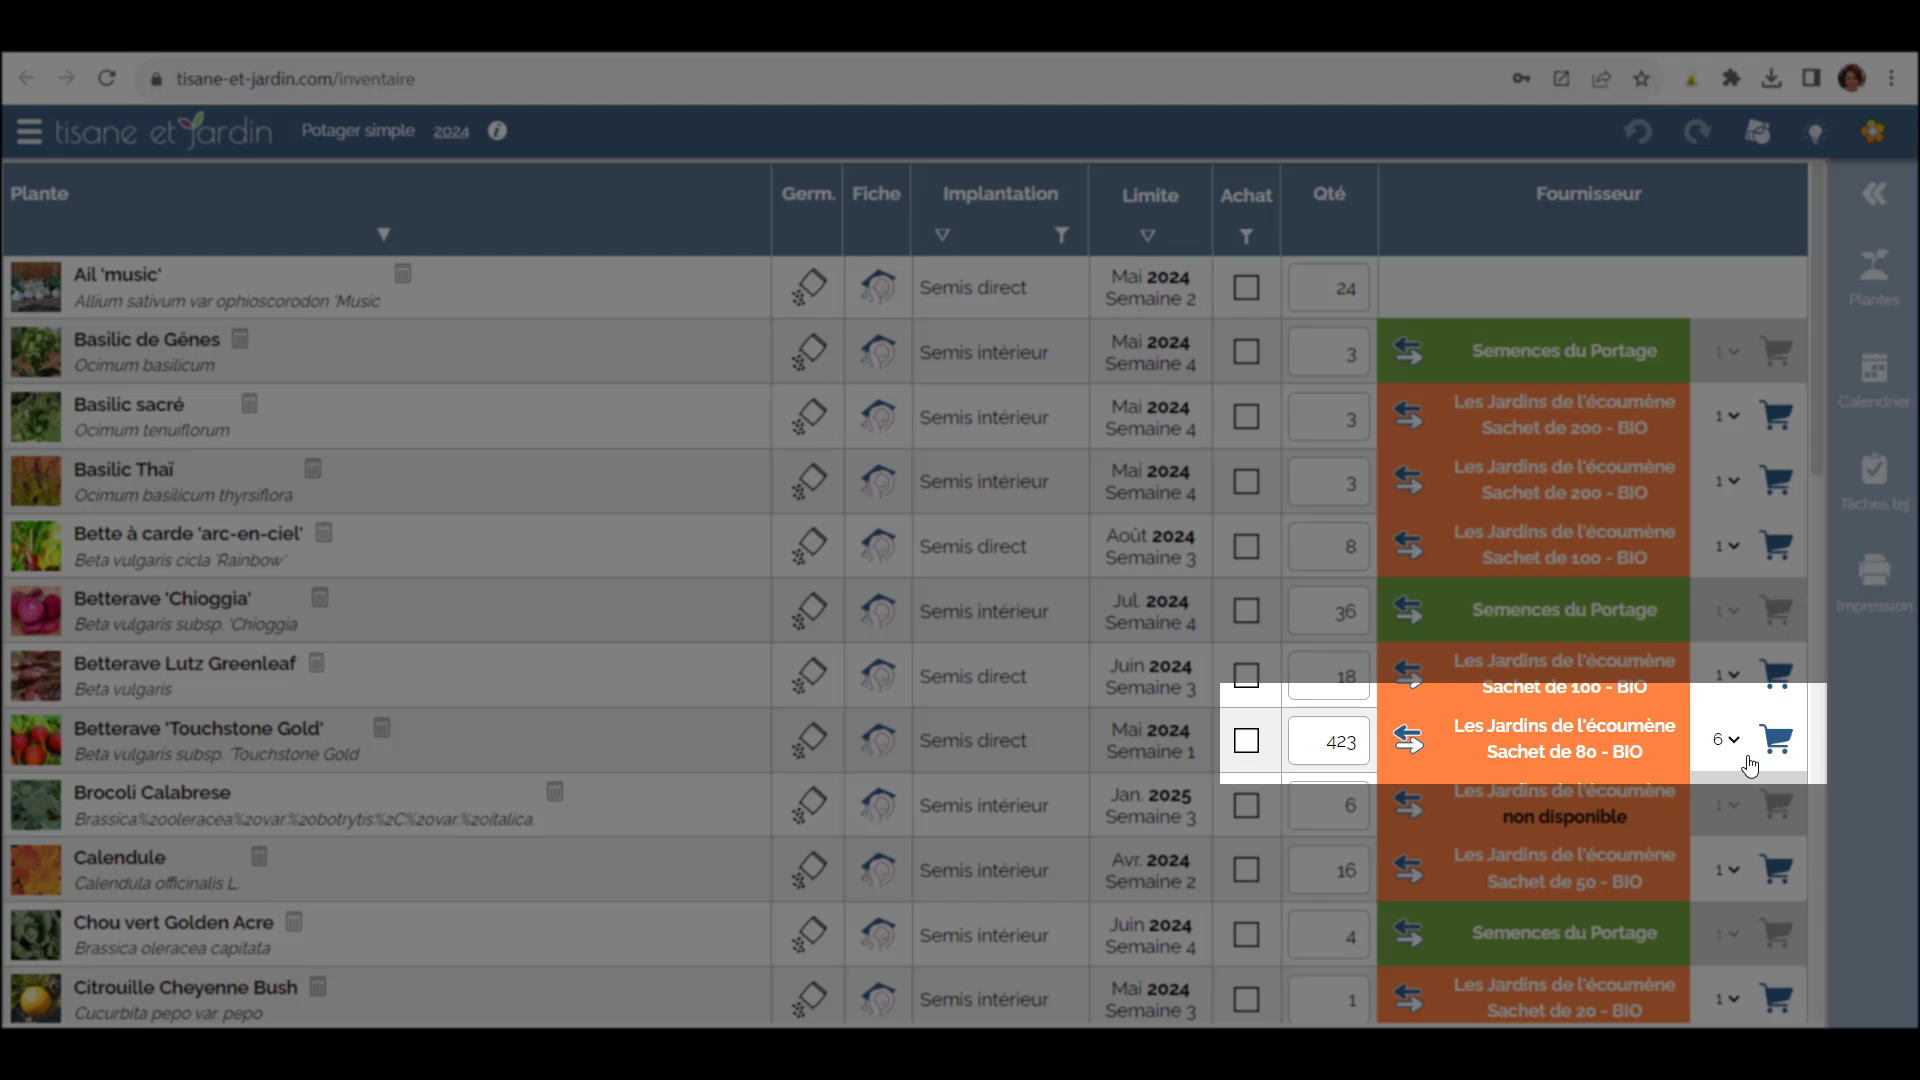 tisane-et-jardin.com/inventaire
tisane et jardin
Potager simple 2024
Plante Germ. Fiche Implantation Limite Achat Qté Fournisseur
Ail 'music'
Allium sativum var ophioscorodon 'Music
Semis direct
Mai 2024
Semaine 2
24
Basilic de Gênes
Ocimum basilicum
Semis intérieur
Mai 2024
Semaine 4
3
Semences du Portage
1
Basilic sacré
Ocimum tenuiflorum
Semis intérieur
Mai 2024
Semaine 4
3
Les Jardins de l'écoumène
Sachet de 200 - BIO
1
Basilic Thaï
Ocimum basilicum thyrsiflora
Semis intérieur
Mai 2024
Semaine 4
3
Les Jardins de l'écoumène
Sachet de 200 - BIO
1
Bette à carde 'arc-en-ciel'
Beta vulgaris cicla 'Rainbow'
Semis direct
Août 2024
Semaine 3
8
Les Jardins de l'écoumène
Sachet de 100 - BIO
1
Betterave 'Chioggia'
Beta vulgaris subsp. 'Chioggia
Semis intérieur
Jul. 2024
Semaine 4
36
Semences du Portage
1
Betterave Lutz Greenleaf
Beta vulgaris
Semis direct
Juin 2024
Semaine 3
18
Les Jardins de l'écoumène
Sachet de 100 - BIO
1
Betterave 'Touchstone Gold'
Beta vulgaris subsp. 'Touchstone Gold
Semis direct
Mai 2024
Semaine 1
423
Les Jardins de l'écoumène
Sachet de 80 - BIO
6
Brocoli Calabrese
Brassica%20oleracea%20var.%20botrytis%2C%20var.%20italica.
Semis intérieur
Jan. 2025
Semaine 3
6
Les Jardins de l'écoumène
non disponible
1
Calendule
Calendula officinalis L.
Semis intérieur
Avr. 2024
Semaine 2
16
Les Jardins de l'écoumène
Sachet de 50 - BIO
1
Chou vert Golden Acre
Brassica oleracea capitata
Semis intérieur
Juin 2024
Semaine 4
4
Semences du Portage
1
Citrouille Cheyenne Bush
Cucurbita pepo var. pepo
Semis intérieur
Mai 2024
Semaine 3
1
Les Jardins de l'écoumène
Sachet de 20 - BIO
1
Plantes
Calendrier
Tâches tej
Impression